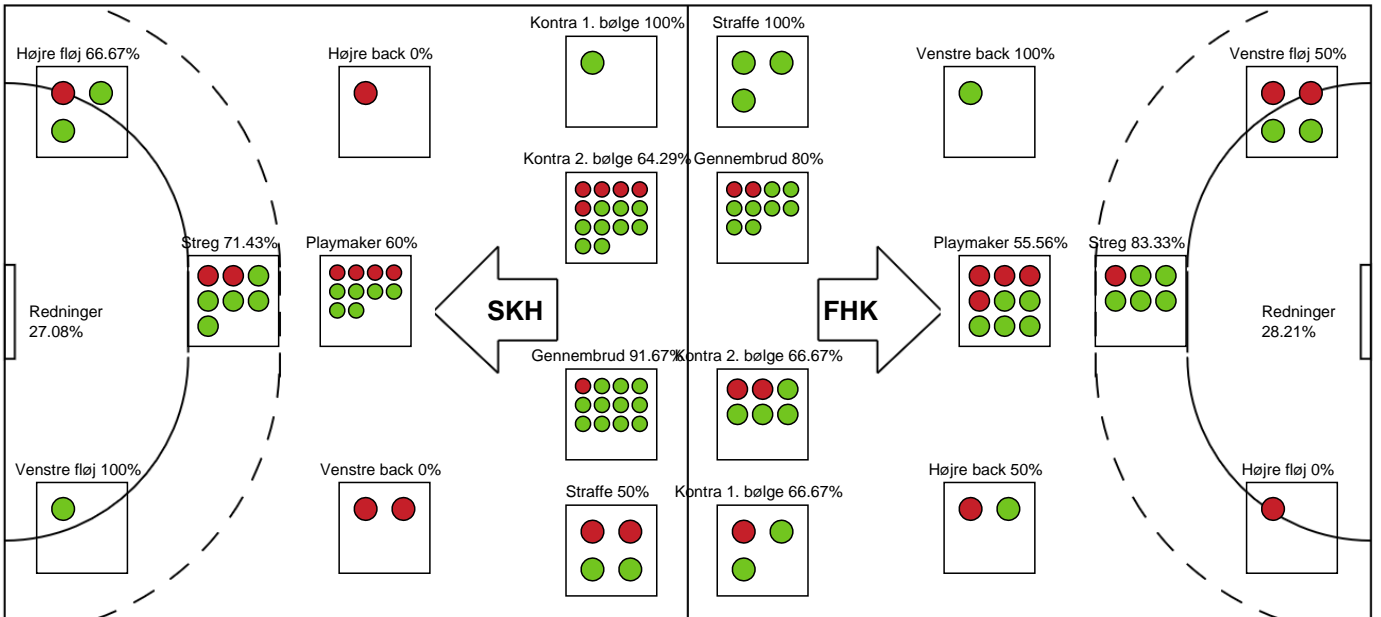 Kontra 1. bølge 100%
Straffe 100%
Højre fløj 66.67%
Højre back 0%
Venstre back 100%
Venstre fløj 50%
Kontra 2. bølge 64.29%
Gennembrud 80%
Streg 71.43%
Playmaker 60%
Playmaker 55.56%
Streg 83.33%
Redninger
27.08%
SKH
FHK
Redninger
28.21%
Gennembrud 91.67%
Kontra 2. bølge 66.67%
Venstre fløj 100%
Venstre back 0%
Straffe 50%
Kontra 1. bølge 66.67%
Højre back 50%
Højre fløj 0%